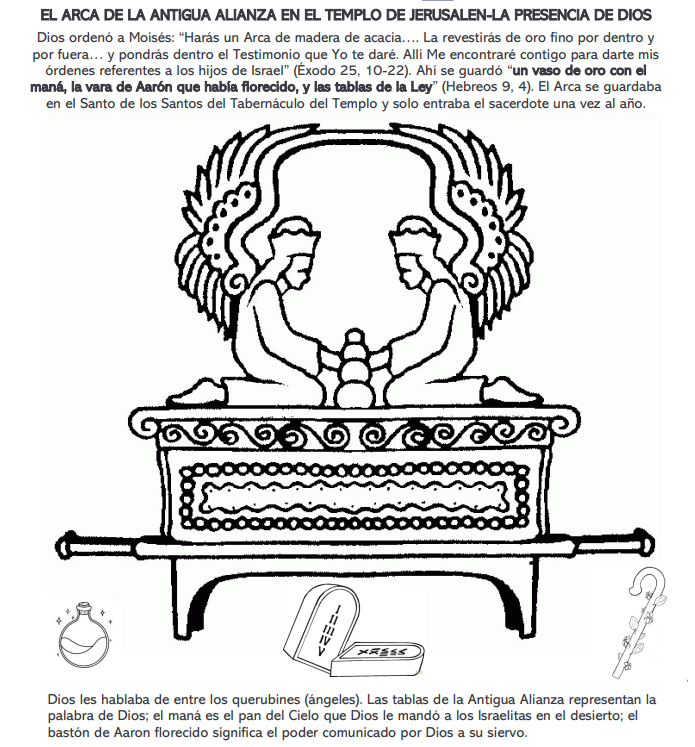 EL ARCA DE LA ANTIGUA ALIANZA EN EL TEMPLO DE JERUSALEN-LA PRESENCIA DE DIOS
Dios ordenó a Moisés: “Harás un Arca de madera de acacia…. La revestirás de oro fino por dentro y
por fuera… y pondrás dentro el Testimonio que Yo te daré. Allí Me encontraré contigo para darte mis
órdenes referentes a los hijos de Israel” (Éxodo 25, 10-22). Ahí se guardó “un vaso de oro con el
maná, la vara de Aarón que había florecido, y las tablas de la Ley” (Hebreos 9, 4). El Arca se guardaba
en el Santo de los Santos del Tabernáculo del Templo y solo entraba el sacerdote una vez al año.
I
II
III
IV
V
Dios les hablaba de entre los querubines (ángeles). Las tablas de la Antigua Alianza representan la
palabra de Dios; el maná es el pan del Cielo que Dios le mandó a los Israelitas en el desierto; el
bastón de Aaron florecido significa el poder comunicado por Dios a su siervo.